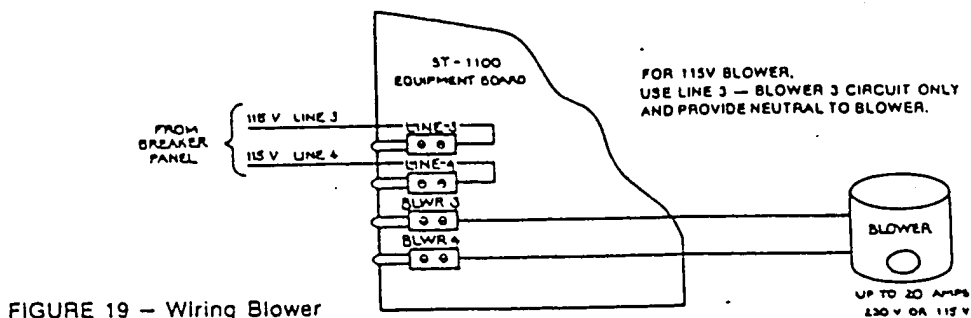 ST-1100
EQUIPMENT BOARD
FOR 115V BLOWER,
USE LINE 3 — BLOWER 3 CIRCUIT ONLY
AND PROVIDE NEUTRAL TO BLOWER.
FROM
BREAKER
PANEL
115 V LINE 3
115 V LINE 4
LINE-3
LINE-4
BLWR 3
BLWR 4
BLOWER
UP TO 20 AMPS
230 V OR 115 V
FIGURE 19 — Wiring Blower